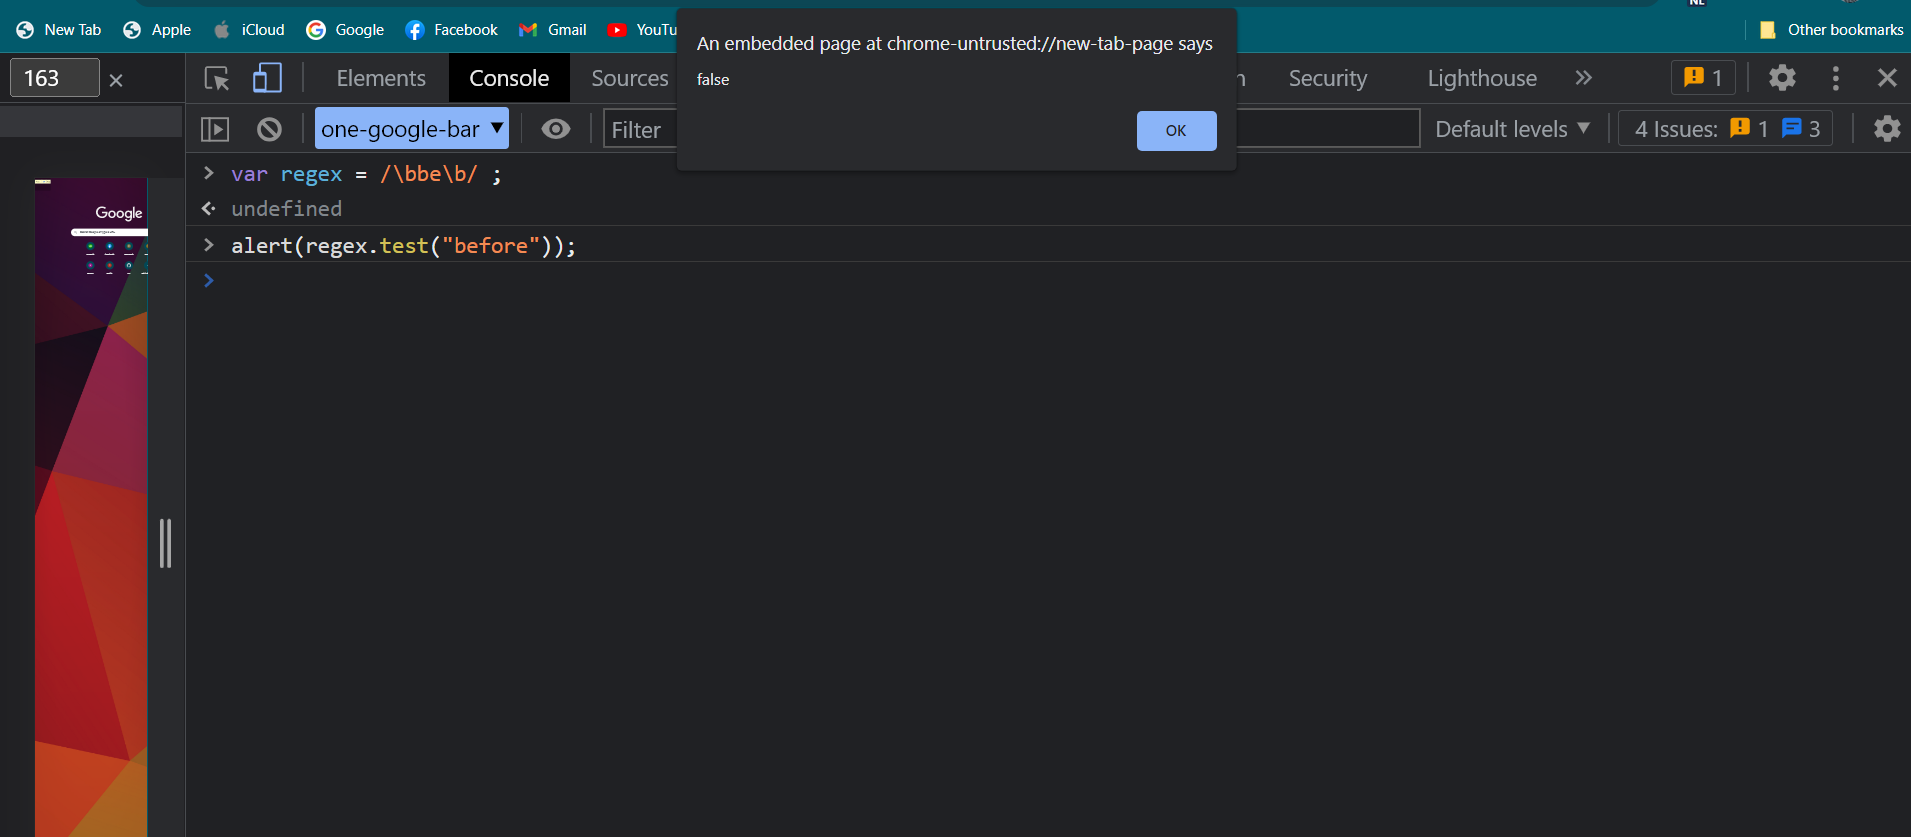 New Tab Apple iCloud Google Facebook Gmail YouTu Other bookmarks
An embedded page at chrome-untrusted://new-tab-page says
false
OK
163 × Elements Console Sources Security Lighthouse » 1
one-google-bar Filter Default levels 4 Issues: 1 3
> var regex = /\bbe\b/ ;
undefined
> alert(regex.test("before"));
>
Google